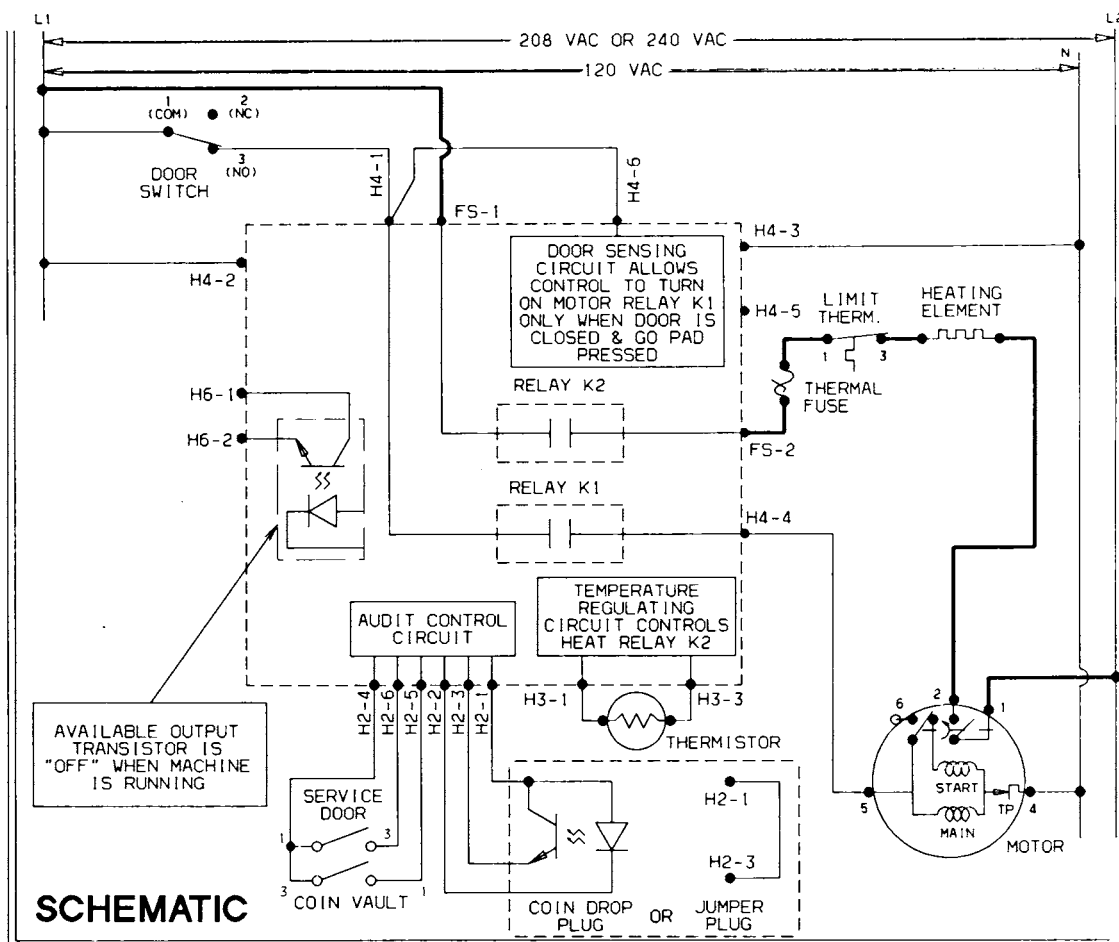 L1
L2
208 VAC OR 240 VAC
N
120 VAC
1
(COM)
2
(NC)
3
(NO)
DOOR
SWITCH
H4-1
H4-6
FS-1
H4-2
H4-3
DOOR SENSING
CIRCUIT ALLOWS
CONTROL TO TURN
ON MOTOR RELAY K1
ONLY WHEN DOOR IS
CLOSED & GO PAD
PRESSED
H4-5
LIMIT
THERM.
HEATING
ELEMENT
1
3
THERMAL
FUSE
H6-1
H6-2
RELAY K2
FS-2
RELAY K1
H4-4
AUDIT CONTROL
CIRCUIT
TEMPERATURE
REGULATING
CIRCUIT CONTROLS
HEAT RELAY K2
H2-4
H2-6
H2-5
H2-2
H2-3
H2-1
H3-1
H3-3
THERMISTOR
AVAILABLE OUTPUT
TRANSISTOR IS
"OFF" WHEN MACHINE
IS RUNNING
SERVICE
DOOR
1
3
3
1
COIN VAULT
H2-1
H2-3
COIN DROP
PLUG
OR
JUMPER
PLUG
6
2
1
START
MAIN
TP
5
4
MOTOR
SCHEMATIC